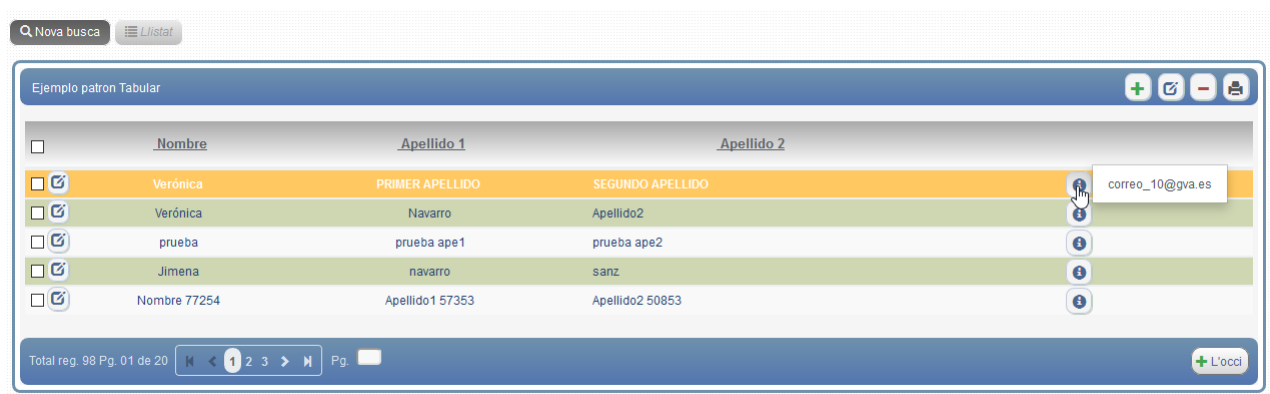 Nova busca Llistat
Ejemplo patron Tabular
Nombre Apellido 1 Apellido 2
Verónica PRIMER APELLIDO SEGUNDO APELLIDO correo_10@gva.es
Verónica Navarro Apellido2
prueba prueba ape1 prueba ape2
Jimena navarro sanz
Nombre 77254 Apellido1 57353 Apellido2 50853
Total reg. 98 Pg. 01 de 20 1 2 3 Pg. L'occi